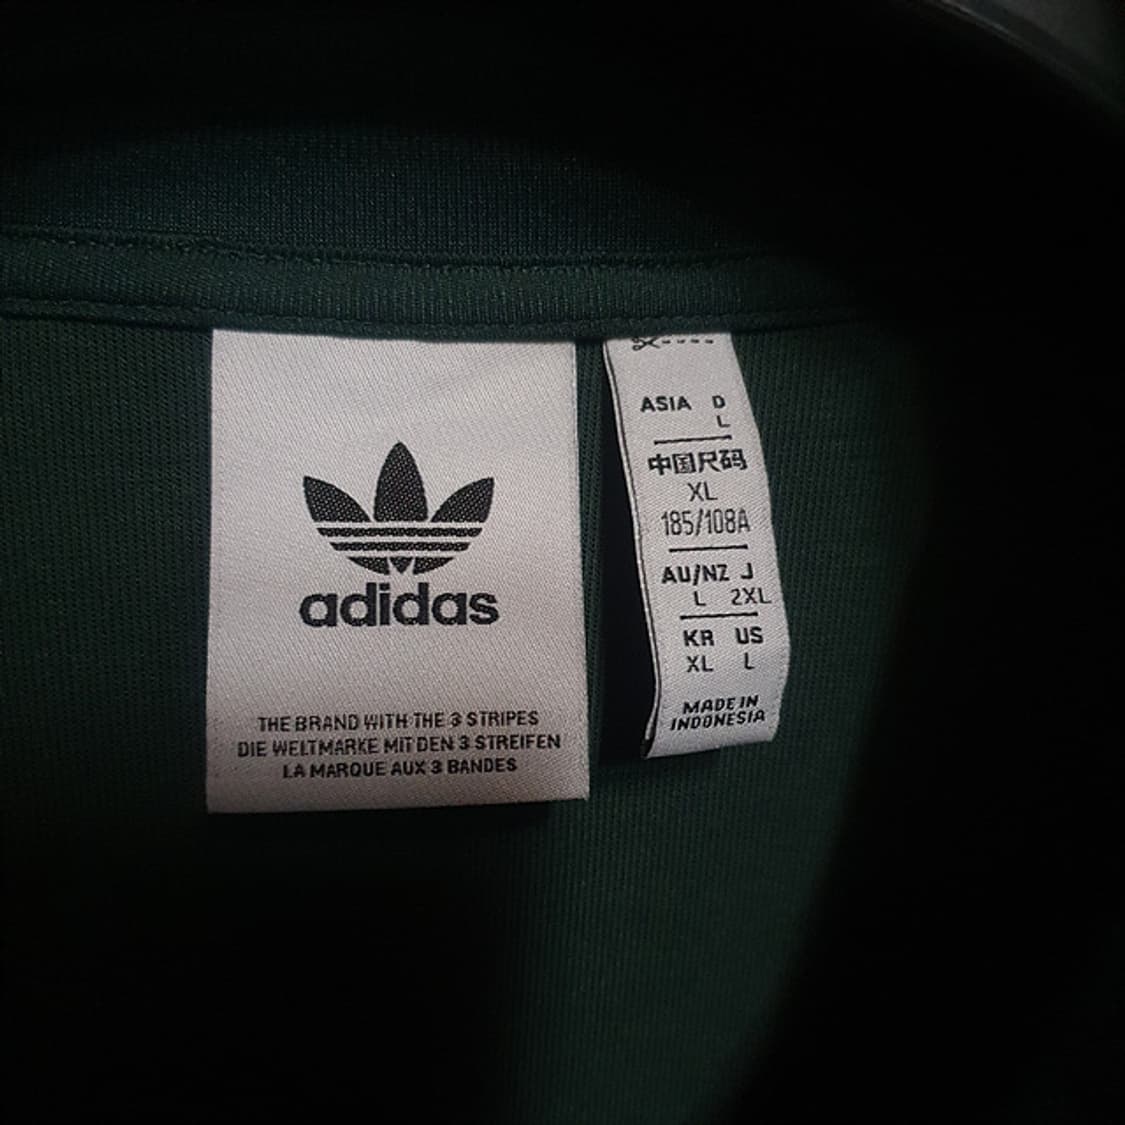 adidas
THE BRAND WITH THE 3 STRIPES
DIE WELTMARKE MIT DEN 3 STREIFEN
LA MARQUE AUX 3 BANDES
ASIA D
L
中国尺码
XL
185/108A
AU/NZ J
L 2XL
KR US
XL L
MADE IN
INDONESIA